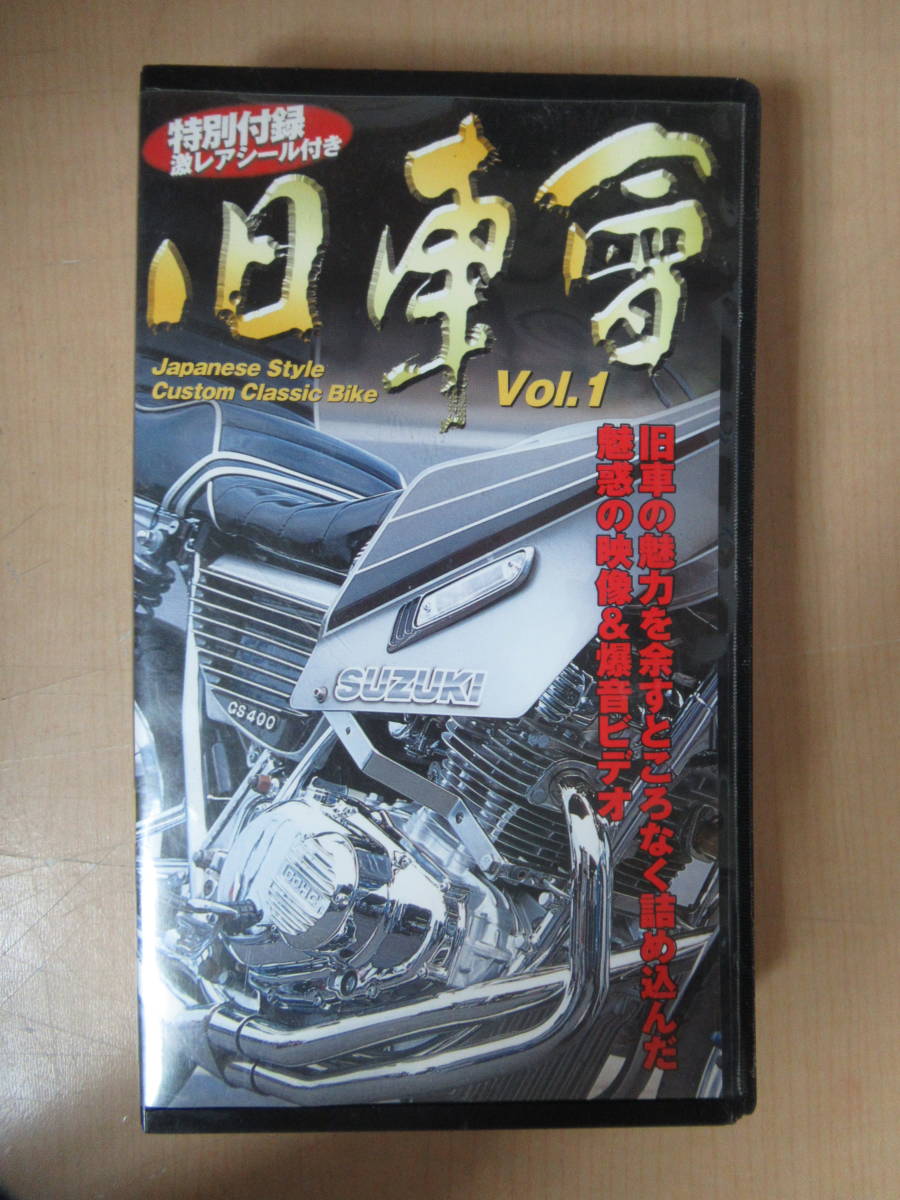 特別付録
激レアシール付き
旧車會
Japanese Style
Custom Classic Bike
Vol.1
旧車の魅力を余すところなく詰め込んだ
魅惑の映像&爆音ビデオ
SUZUKI
GS400
DOHC